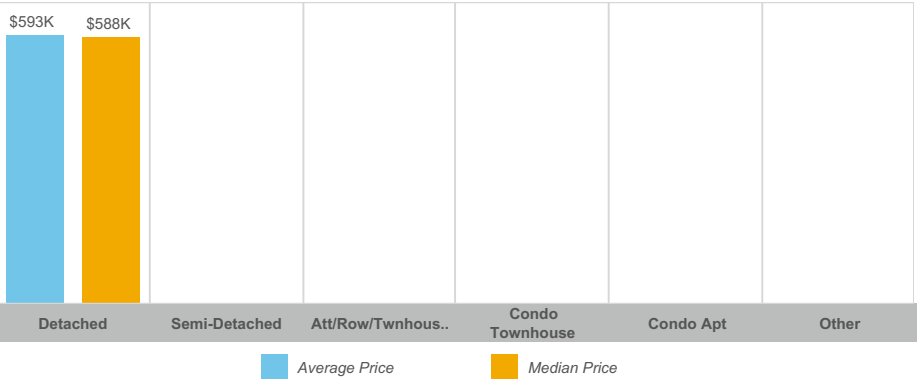 $593K
$588K
Detached
Semi-Detached
Att/Row/Twnhous..
Condo
Townhouse
Condo Apt
Other
Average Price
Median Price